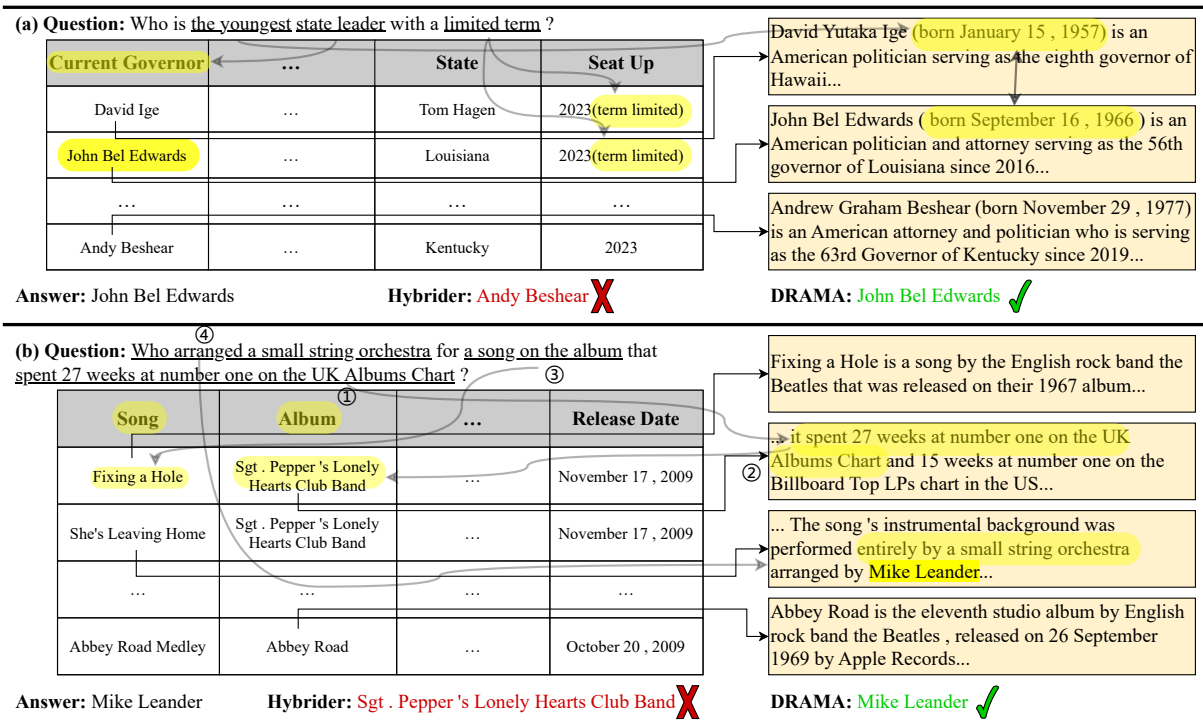 (a) Question: Who is the youngest state leader with a limited term ?
Current Governor ... State Seat Up
David Ige ... Tom Hagen 2023(term limited)
John Bel Edwards ... Louisiana 2023(term limited)
... ... ... ...
Andy Beshear ... Kentucky 2023
David Yutaka Ige (born January 15 , 1957) is an
American politician serving as the eighth governor of
Hawaii...
John Bel Edwards ( born September 16 , 1966 ) is an
American politician and attorney serving as the 56th
governor of Louisiana since 2016...
Andrew Graham Beshear (born November 29 , 1977)
is an American attorney and politician who is serving
as the 63rd Governor of Kentucky since 2019...
Answer: John Bel Edwards Hybrider: Andy Beshear DRAMA: John Bel Edwards
④
(b) Question: Who arranged a small string orchestra for a song on the album that
spent 27 weeks at number one on the UK Albums Chart ? ③
①
Song Album ... Release Date
Fixing a Hole Sgt . Pepper 's Lonely
Hearts Club Band ... November 17 , 2009
She's Leaving Home Sgt . Pepper 's Lonely
Hearts Club Band ... November 17 , 2009
... ... ...
Abbey Road Medley Abbey Road ... October 20 , 2009
Fixing a Hole is a song by the English rock band the
Beatles that was released on their 1967 album...
... it spent 27 weeks at number one on the UK
② Albums Chart and 15 weeks at number one on the
Billboard Top LPs chart in the US...
... The song 's instrumental background was
performed entirely by a small string orchestra
arranged by Mike Leander...
Abbey Road is the eleventh studio album by English
rock band the Beatles , released on 26 September
1969 by Apple Records...
Answer: Mike Leander Hybrider: Sgt . Pepper 's Lonely Hearts Club Band DRAMA: Mike Leander